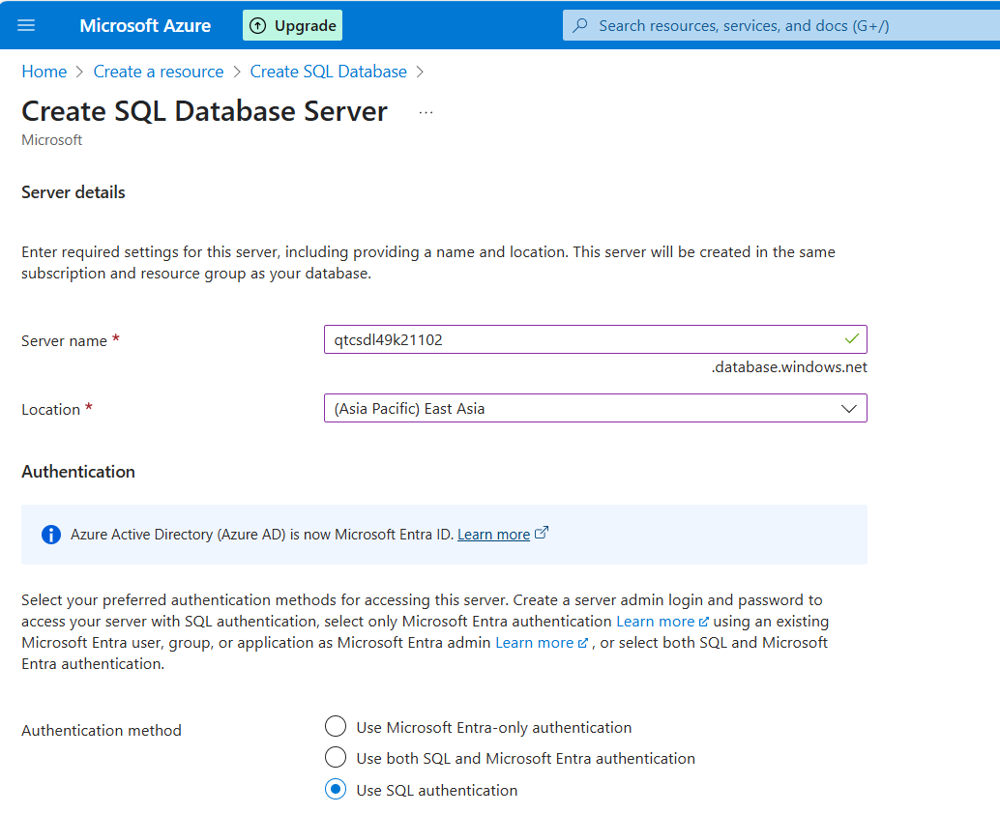 Microsoft Azure
Upgrade
Search resources, services, and docs (G+/)
Home > Create a resource > Create SQL Database >
Create SQL Database Server ...
Microsoft
Server details
Enter required settings for this server, including providing a name and location. This server will be created in the same
subscription and resource group as your database.
Server name *
qtcsdl49k21102
.database.windows.net
Location *
(Asia Pacific) East Asia
Authentication
Azure Active Directory (Azure AD) is now Microsoft Entra ID. Learn more
Select your preferred authentication methods for accessing this server. Create a server admin login and password to
access your server with SQL authentication, select only Microsoft Entra authentication Learn more using an existing
Microsoft Entra user, group, or application as Microsoft Entra admin Learn more , or select both SQL and Microsoft
Entra authentication.
Authentication method
Use Microsoft Entra-only authentication
Use both SQL and Microsoft Entra authentication
Use SQL authentication